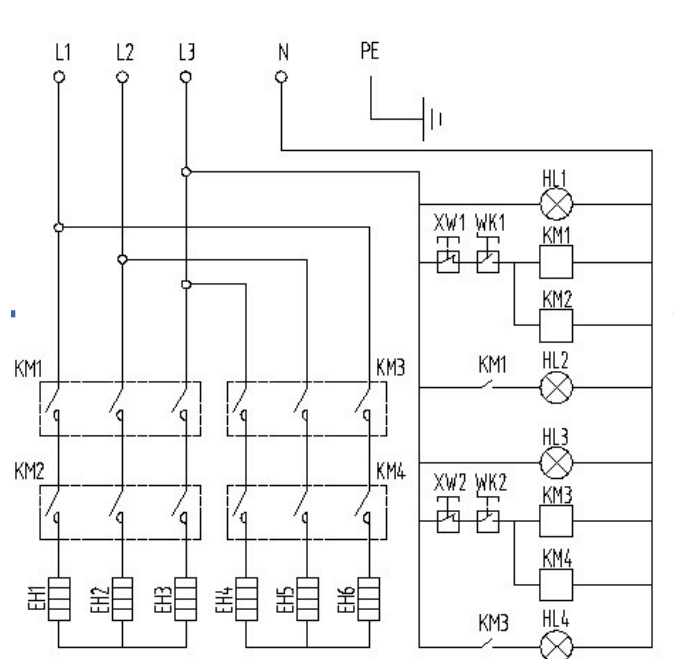 L1 L2 L3 N PE
HL1
XW1 WK1 KM1
KM2
KM1 KM3 KM1 HL2
HL3
KM2 KM4 XW2 WK2 KM3
KM4
EH1 EH2 EH3 EH4 EH5 EH6
KM3 HL4